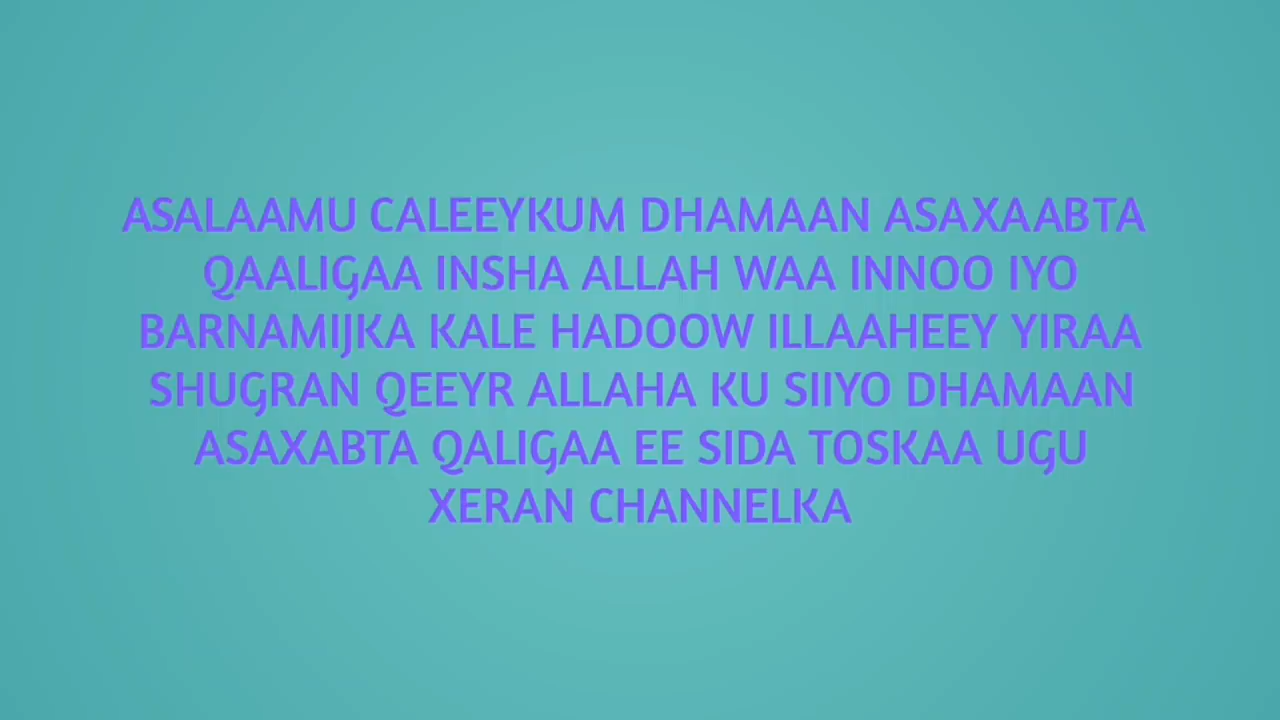 ASALAAMU CALEEYKUM DHAMAAN ASAXAABTA
QAALIGAA INSHA ALLAH WAA INNOO IYO
BARNAMIJKA KALE HADOOW ILLAAHEEY YIRAA
SHUGRAN QEEYR ALLAHA KU SIIYO DHAMAAN
ASAXABTA QALIGAA EE SIDA TOSKAA UGU
XERAN CHANNELKA